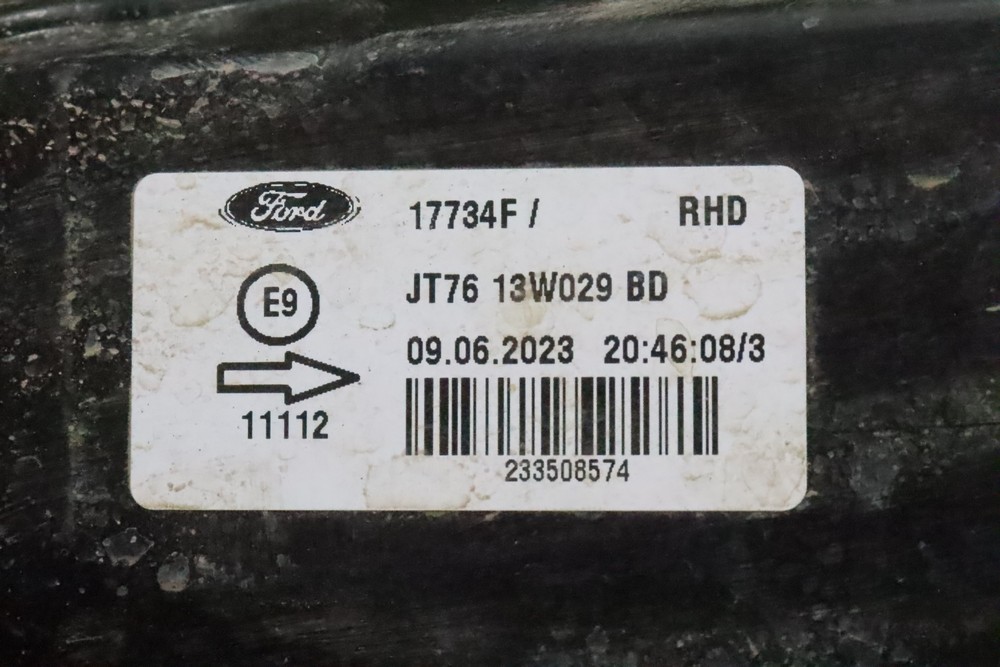 Ford 17734F / RHD
E9 JT76 13W029 BD
09.06.2023 20:46:08/3
11112
233508574